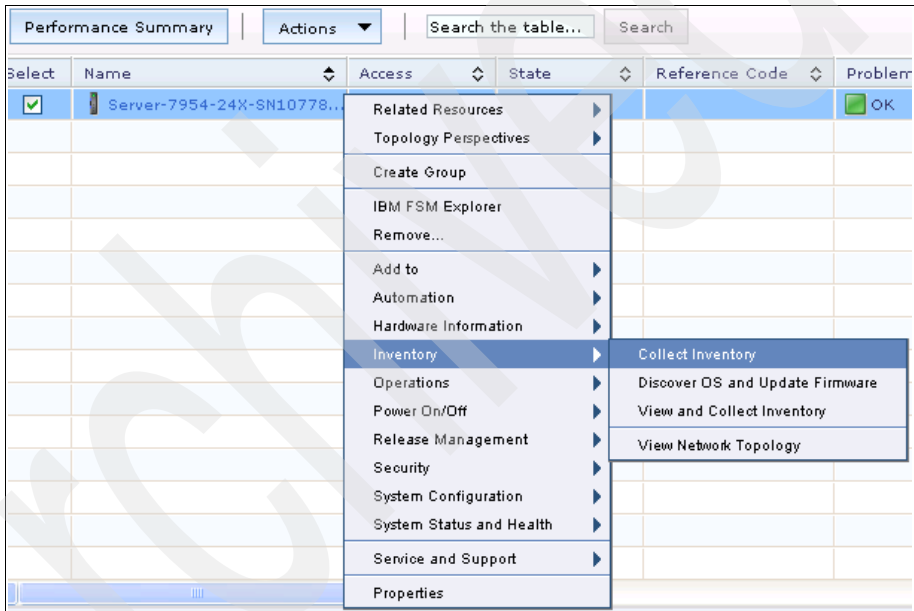 Performance Summary Actions Search the table... Search
Select Name Access State Reference Code Problem
Server-7954-24X-SN10778... OK
Related Resources
Topology Perspectives
Create Group
IBM FSM Explorer
Remove...
Add to
Automation
Hardware Information
Inventory Collect Inventory
Operations Discover OS and Update Firmware
Power On/Off View and Collect Inventory
Release Management View Network Topology
Security
System Configuration
System Status and Health
Service and Support
Properties